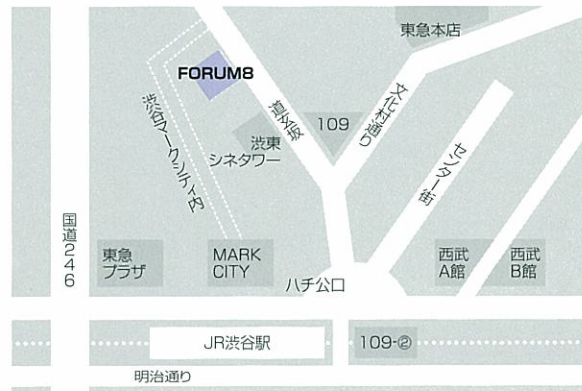 東急本店
FORUM8
道玄坂
109
文化村通り
渋東
シネタワー
センター街
渋谷マークシティ内
国道246
東急
プラザ
MARK
CITY
ハチ公口
西武
A館
西武
B館
JR渋谷駅
109-②
明治通り